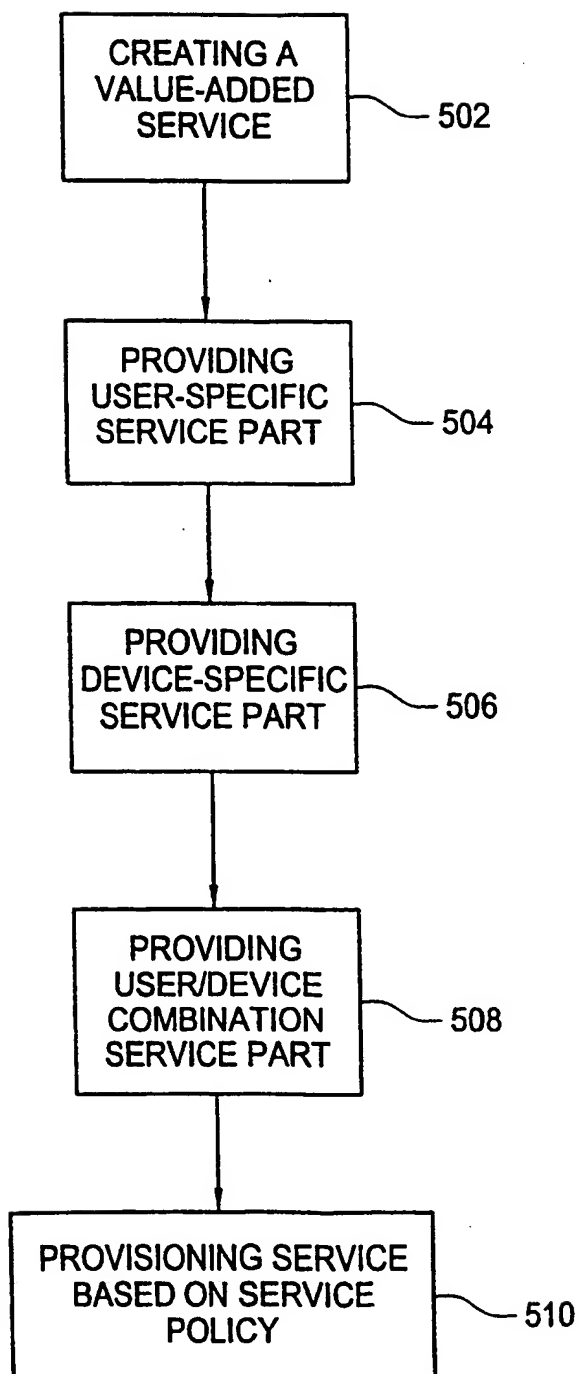 CREATING A
VALUE-ADDED
SERVICE
502
PROVIDING
USER-SPECIFIC
SERVICE PART
504
PROVIDING
DEVICE-SPECIFIC
SERVICE PART
506
PROVIDING
USER/DEVICE
COMBINATION
SERVICE PART
508
PROVISIONING SERVICE
BASED ON SERVICE
POLICY
510